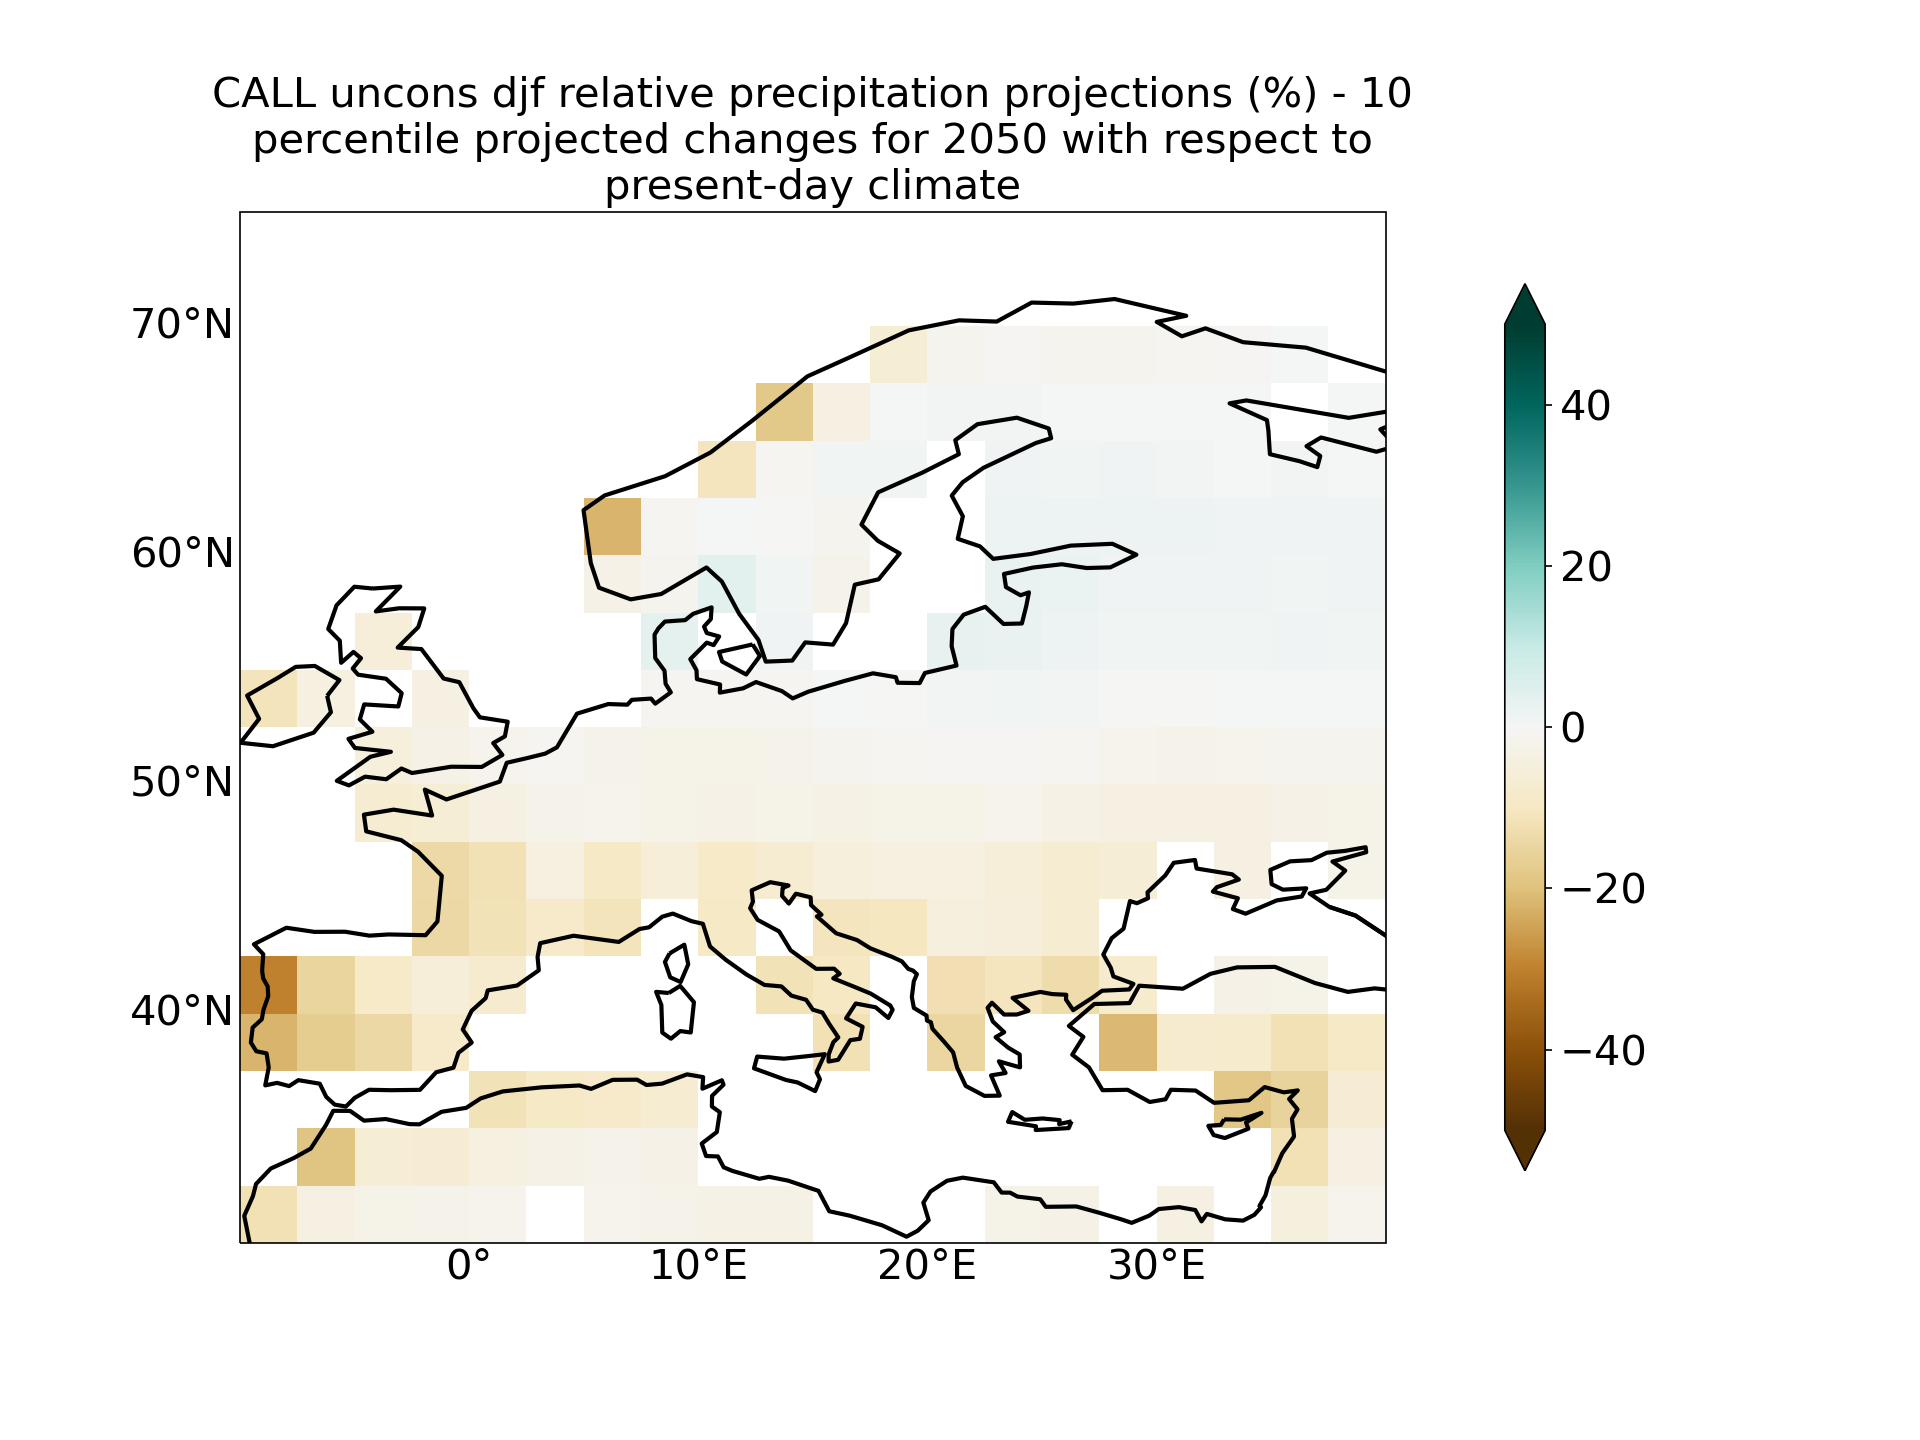 CALL uncons djf relative precipitation projections (%) - 10
percentile projected changes for 2050 with respect to
present-day climate
70°N
60°N
50°N
40°N
0°
10°E
20°E
30°E
40
20
0
−20
−40